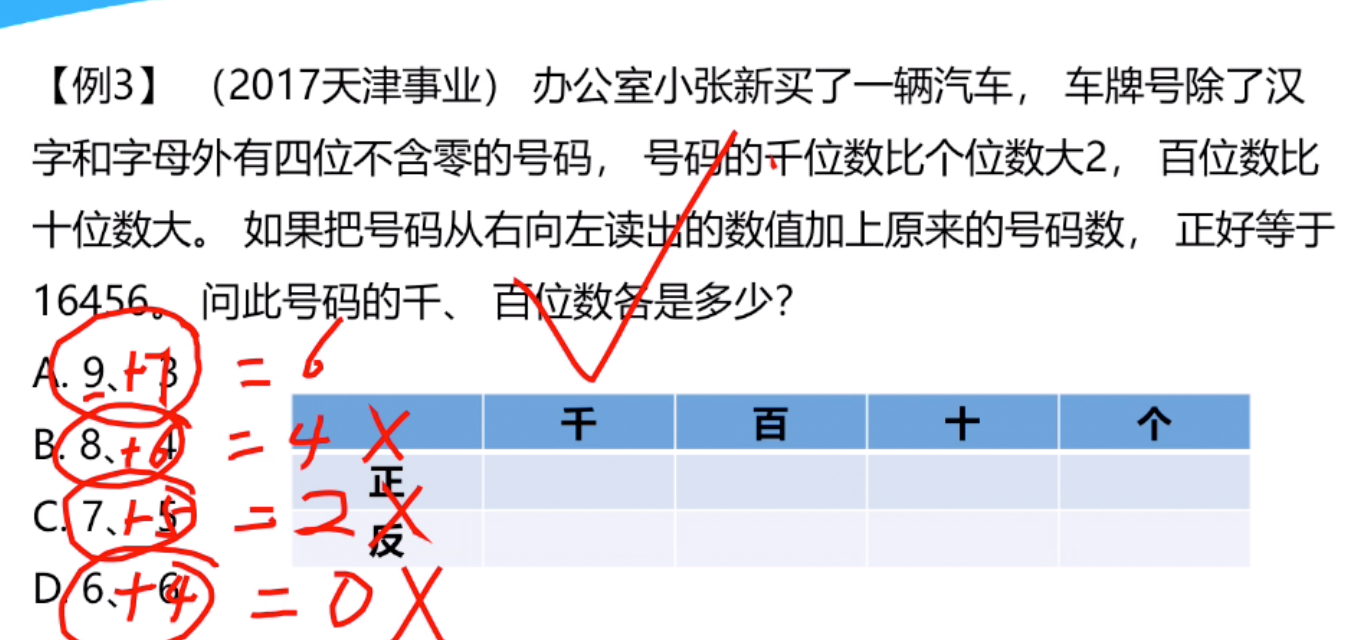 【例3】 （2017天津事业） 办公室小张新买了一辆汽车， 车牌号除了汉
字和字母外有四位不含零的号码， 号码的千位数比个位数大2， 百位数比
十位数大。 如果把号码从右向左读出的数值加上原来的号码数， 正好等于
16456。 问此号码的千、 百位数各是多少？
A. 9、 3 +7 = 6
B. 8、 4 +6 = 4 X
C. 7、 5 +5 = 2 X
D. 6、 6 +4 = 0 X
千 百 十 个
正
反